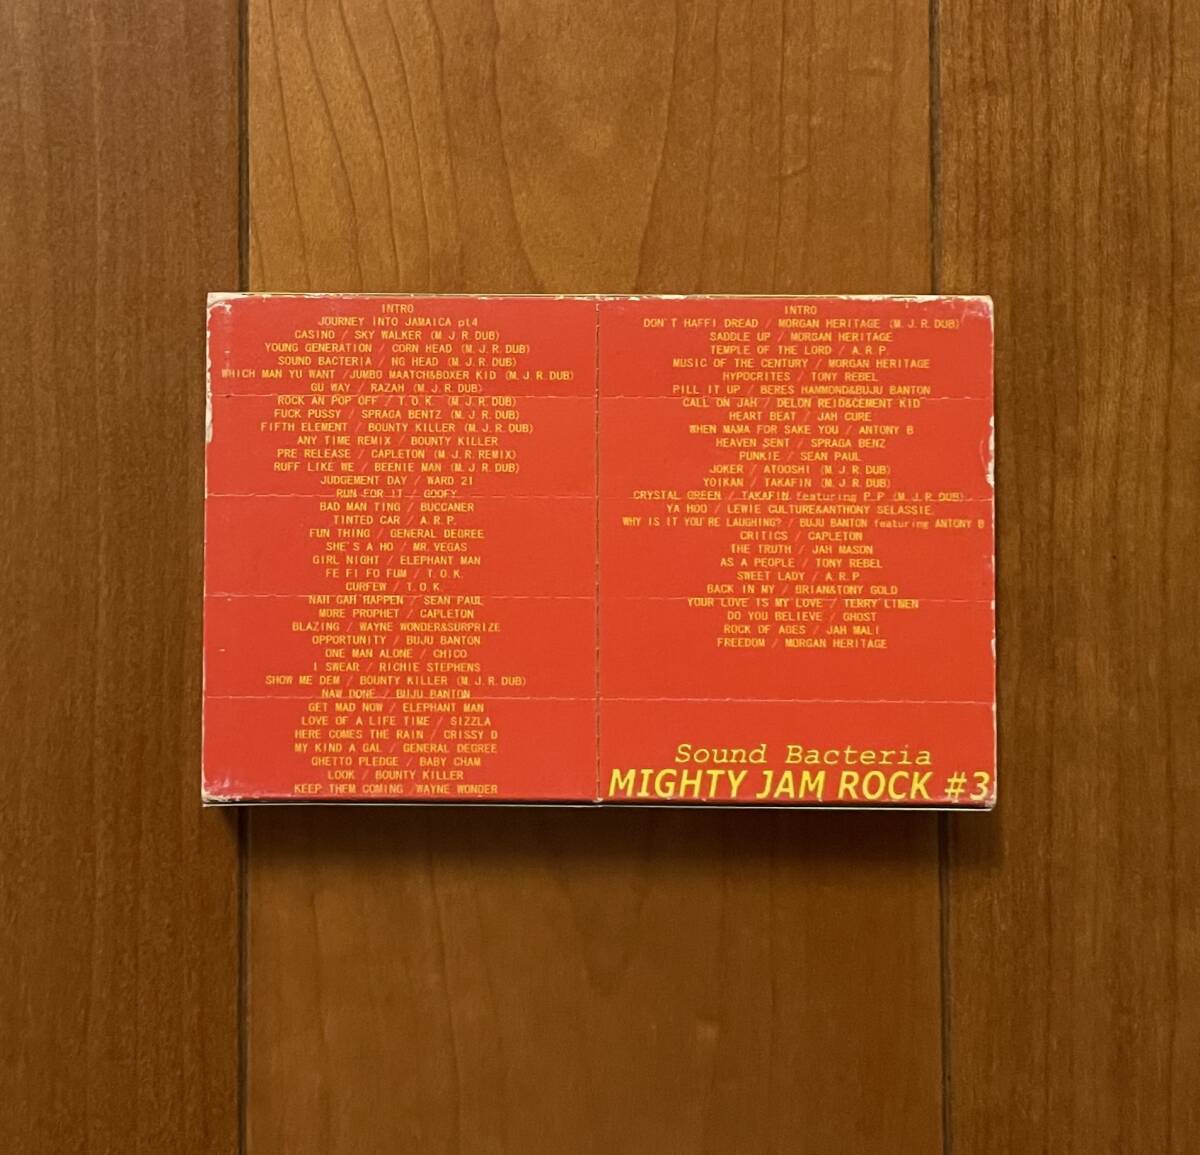 INTRO
JOURNEY INTO JAMAICA pt4
CASINO / SKY WALKER (M.J.R.DUB)
YOUNG GENERATION / CORN HEAD (M.J.R.DUB)
SOUND BACTERIA / NG HEAD (M.J.R.DUB)
WHICH MAN YU WANT /JUMBO MAATCH&BOXER KID (M.J.R.DUB)
GU WAY / RAZAH (M.J.R.DUB)
ROCK AN POP OFF / T.O.K. (M.J.R.DUB)
FUCK PUSSY / SPRAGA BENTZ (M.J.R.DUB)
FIFTH ELEMENT / BOUNTY KILLER (M.J.R.DUB)
ANY TIME REMIX / BOUNTY KILLER
PRE RELEASE / CAPLETON (M.J.R.REMIX)
RUFF LIKE WE / BEENIE MAN (M.J.R.DUB)
JUDGEMENT DAY / WARD 21
RUN FOR IT / GOOFY
BAD MAN TING / BUCCANER
TINTED CAR / A.R.P.
FUN THING / GENERAL DEGREE
SHE'S A HO / MR.VEGAS
GIRL NIGHT / ELEPHANT MAN
FE FI FO FUM / T.O.K.
CURFEW / T.O.K.
NAH GAH HAPPEN / SEAN PAUL
MORE PROPHET / CAPLETON
BLAZING / WAYNE WONDER&SURPRIZE
OPPORTUNITY / BUJU BANTON
ONE MAN ALONE / CHICO
I SWEAR / RICHIE STEPHENS
SHOW ME DEM / BOUNTY KILLER (M.J.R.DUB)
NAW DONE / BUJU BANTON
GET MAD NOW / ELEPHANT MAN
LOVE OF A LIFE TIME / SIZZLA
HERE COMES THE RAIN / CRISSY D
MY KIND A GAL / GENERAL DEGREE
GHETTO PLEDGE / BABY CHAM
LOOK / BOUNTY KILLER
KEEP THEM COMING /WAYNE WONDER
INTRO
DON'T HAFFI DREAD / MORGAN HERITAGE (M.J.R.DUB)
SADDLE UP / MORGAN HERITAGE
TEMPLE OF THE LORD / A.R.P.
MUSIC OF THE CENTURY / MORGAN HERITAGE
HYPOCRITES / TONY REBEL
PILL IT UP / BERES HAMMOND&BUJU BANTON
CALL ON JAH / DELON REID&CEMENT KID
HEART BEAT / JAH CURE
WHEN MAMA FOR SAKE YOU / ANTONY B
HEAVEN SENT / SPRAGA BENZ
PUNKIE / SEAN PAUL
JOKER / ATOOSHI (M.J.R.DUB)
YOIKAN / TAKAFIN (M.J.R.DUB)
CRYSTAL GREEN / TAKAFIN featuring P.P (M.J.R.DUB)
YA HOO / LEWIE CULTURE&ANTHONY SELASSIE
WHY IS IT YOU'RE LAUGHING? / BUJU BANTON featuring ANTONY B
CRITICS / CAPLETON
THE TRUTH / JAH MASON
AS A PEOPLE / TONY REBEL
SWEET LADY / A.R.P.
BACK IN MY / BRIAN&TONY GOLD
YOUR LOVE IS MY LOVE / TERRY LINEN
DO YOU BELIEVE / GHOST
ROCK OF AGES / JAH MALI
FREEDOM / MORGAN HERITAGE
Sound Bacteria
MIGHTY JAM ROCK #3